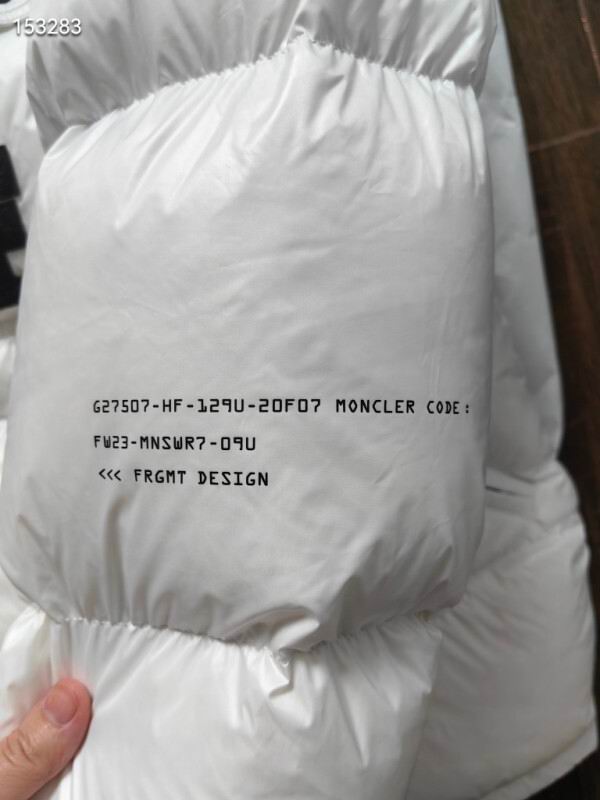 153283
G27507-HF-129U-20F07 MONCLER CODE:
FW23-MNSWR7-09U
<<< FRGMT DESIGN